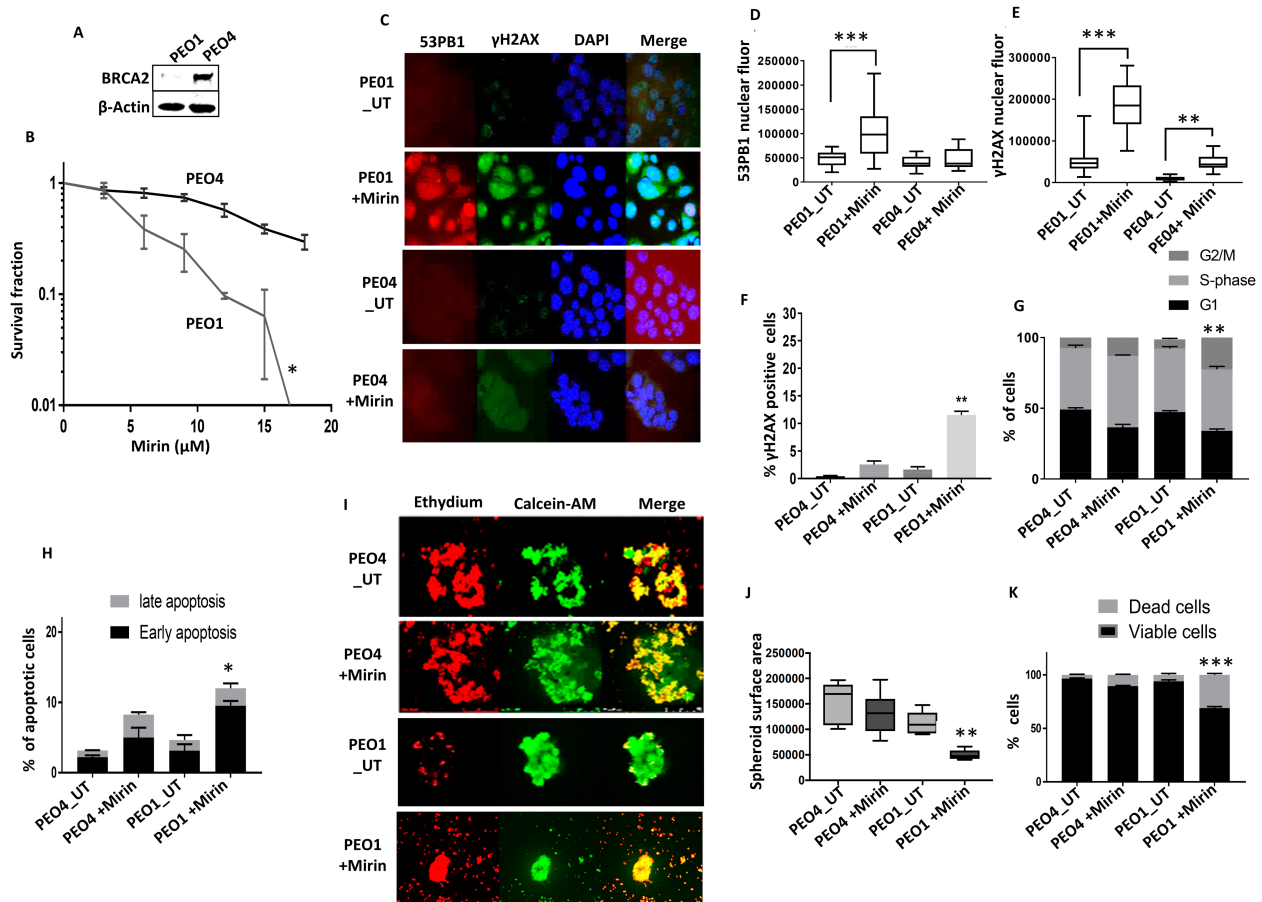 A
PEO1 PEO4
BRCA2
β-Actin
B
Survival fraction
1
0.1
0.01
PEO4
PEO1
*
0 5 10 15 20
Mirin (μM)
C
53PB1 γH2AX DAPI Merge
PE01
_UT
PE01
+Mirin
PE04
_UT
PE04
+Mirin
D
53PB1 nuclear fluor
***
250000
200000
150000
100000
50000
0
PE01_UT
PE01+Mirin
PE04_UT
PE04+ Mirin
E
γH2AX nuclear fluor
***
**
300000
200000
100000
0
PE01_UT
PE01+Mirin
PE04_UT
PE04+ Mirin
F
% γH2AX positive cells
30
25
20
15
10
5
0
**
PEO4_UT
PEO4 +Mirin
PEO1_UT
PEO1+Mirin
G2/M
S-phase
G1
G
% of cells
100
50
0
**
PEO4_UT
PEO4 +Mirin
PEO1_UT
PEO1 +Mirin
H
late apoptosis
Early apoptosis
% of apoptotic cells
20
10
0
*
PEO4_UT
PEO4 +Mirin
PEO1_UT
PEO1 +Mirin
I
Ethydium Calcein-AM Merge
PEO4
_UT
PEO4
+Mirin
PEO1
_UT
PEO1
+Mirin
J
Spheroid surface area
250000
200000
150000
100000
50000
0
**
PEO4_UT
PEO4 +Mirin
PEO1_UT
PEO1 +Mirin
K
Dead cells
Viable cells
% cells
100
50
0
***
PEO4_UT
PEO4 +Mirin
PEO1_UT
PEO1 +Mirin